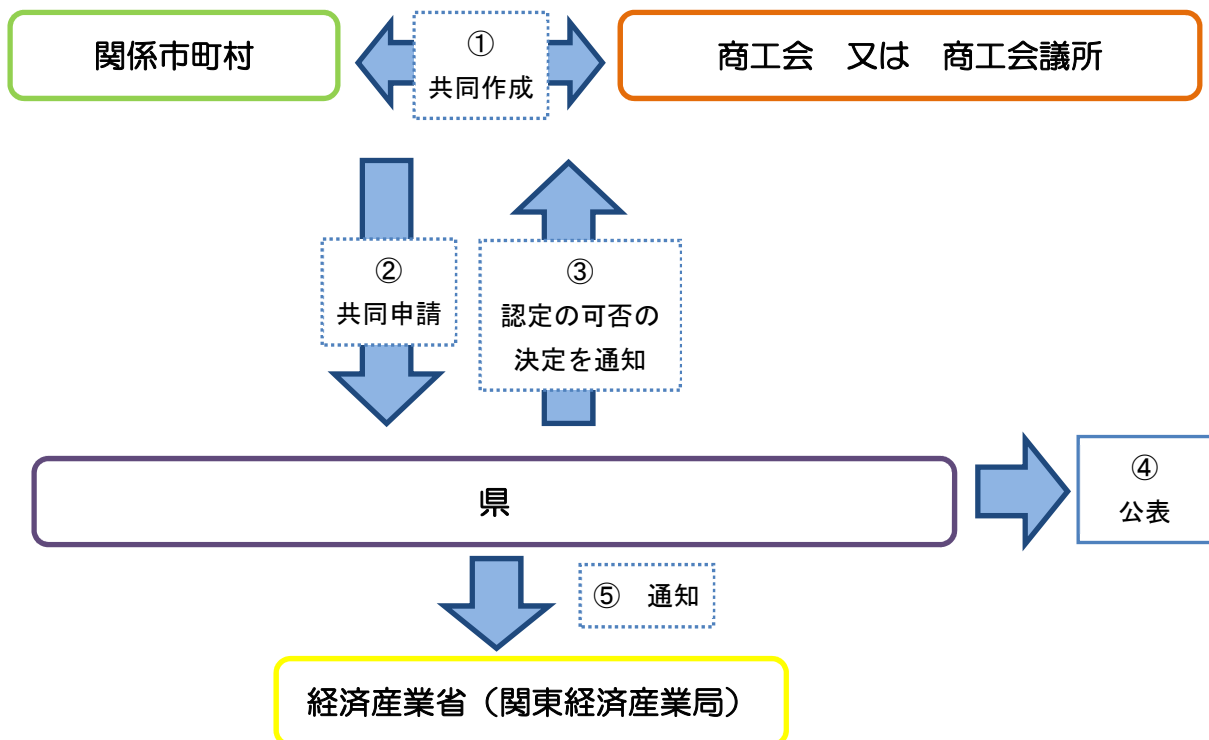 関係市町村
①
共同作成
商工会　又は　商工会議所
②
共同申請
③
認定の可否の
決定を通知
県
④
公表
⑤　通知
経済産業省（関東経済産業局）